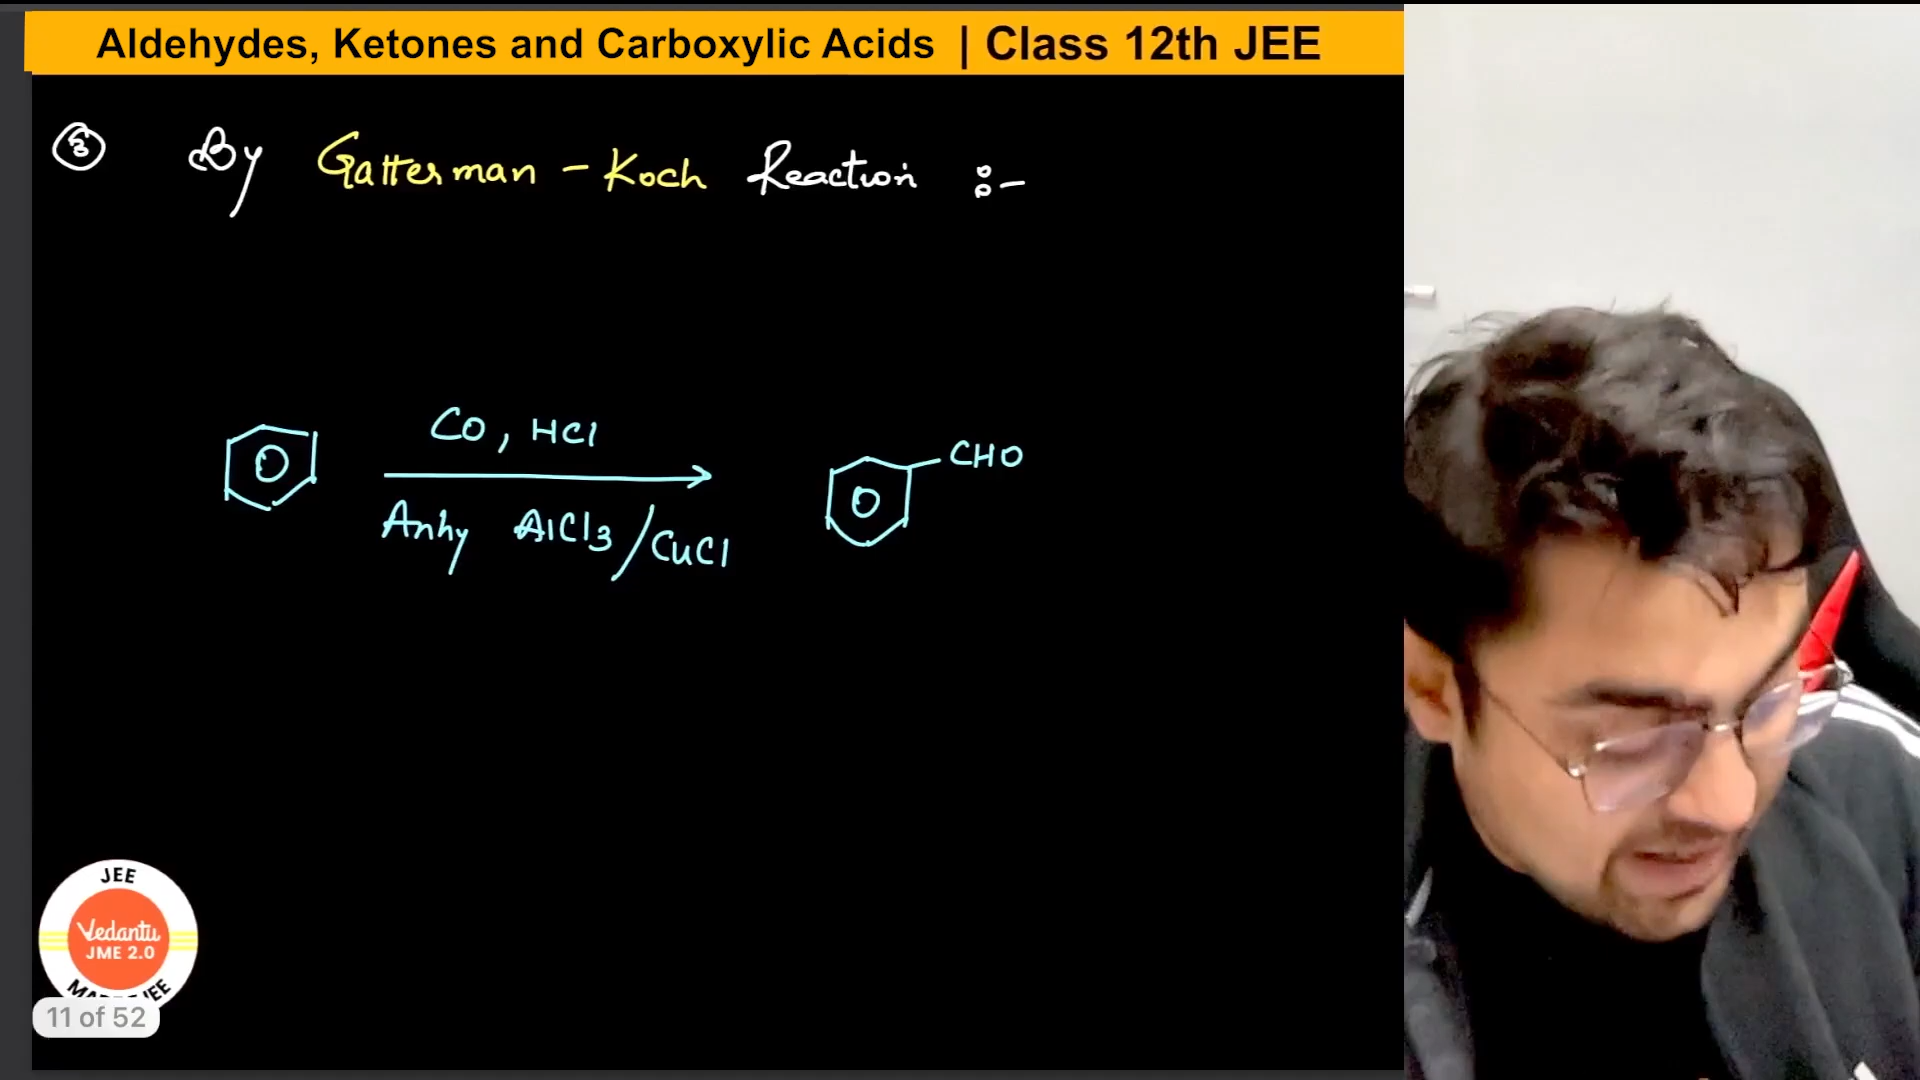 Aldehydes, Ketones and Carboxylic Acids | Class 12th JEE
By Gatterman - Koch Reaction :-
CO, HCl
Anhy AlCl3/CuCl
CHO
JEE
Vedantu
JME 2.0
11 of 52